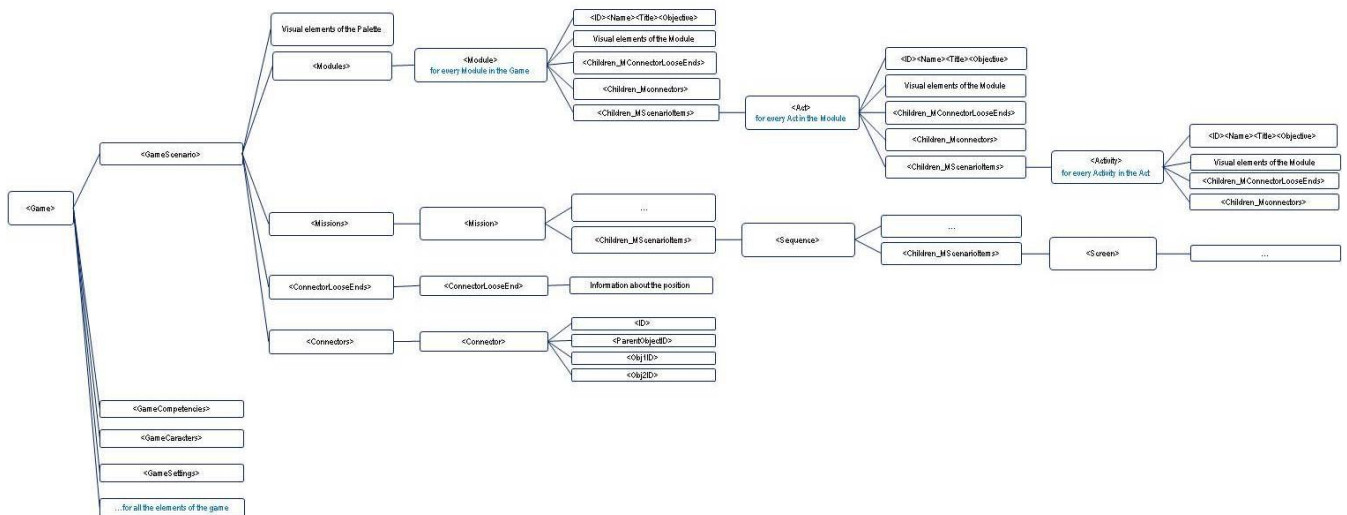 <Game>
<GameScenario>
Visual elements of the Palette
<Modules>
<Module>
for every Module in the Game
<ID><Name><Title><Objective>
Visual elements of the Module
<Children_MConnectorLooseEnds>
<Children_Mconnectors>
<Children_MScenarioItems>
<Act>
for every Act in the Module
<ID><Name><Title><Objective>
Visual elements of the Module
<Children_MConnectorLooseEnds>
<Children_Mconnectors>
<Children_MScenarioItems>
<Activity>
for every Activity in the Act
<ID><Name><Title><Objective>
Visual elements of the Module
<Children_MConnectorLooseEnds>
<Children_Mconnectors>
<Missions>
<Mission>
...
<Children_MScenarioItems>
<Sequence>
...
<Children_MScenarioItems>
<Screen>
...
<ConnectorLooseEnds>
<ConnectorLooseEnd>
Information about the position
<Connectors>
<Connector>
<ID>
<ParentObjectID>
<Obj1ID>
<Obj2ID>
<GameCompetencies>
<GameCaracters>
<GameSettings>
...for all the elements of the game